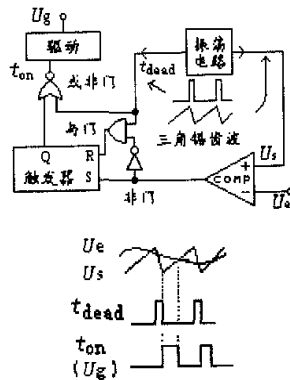 Ug
驱动
ton
或非门
振荡
电路
tdead
与门
三角锯齿波
Q
R
S
触发器
非门
COMP
+
-
Us
Ue
Ue
Us
tdead
ton
(Ug)